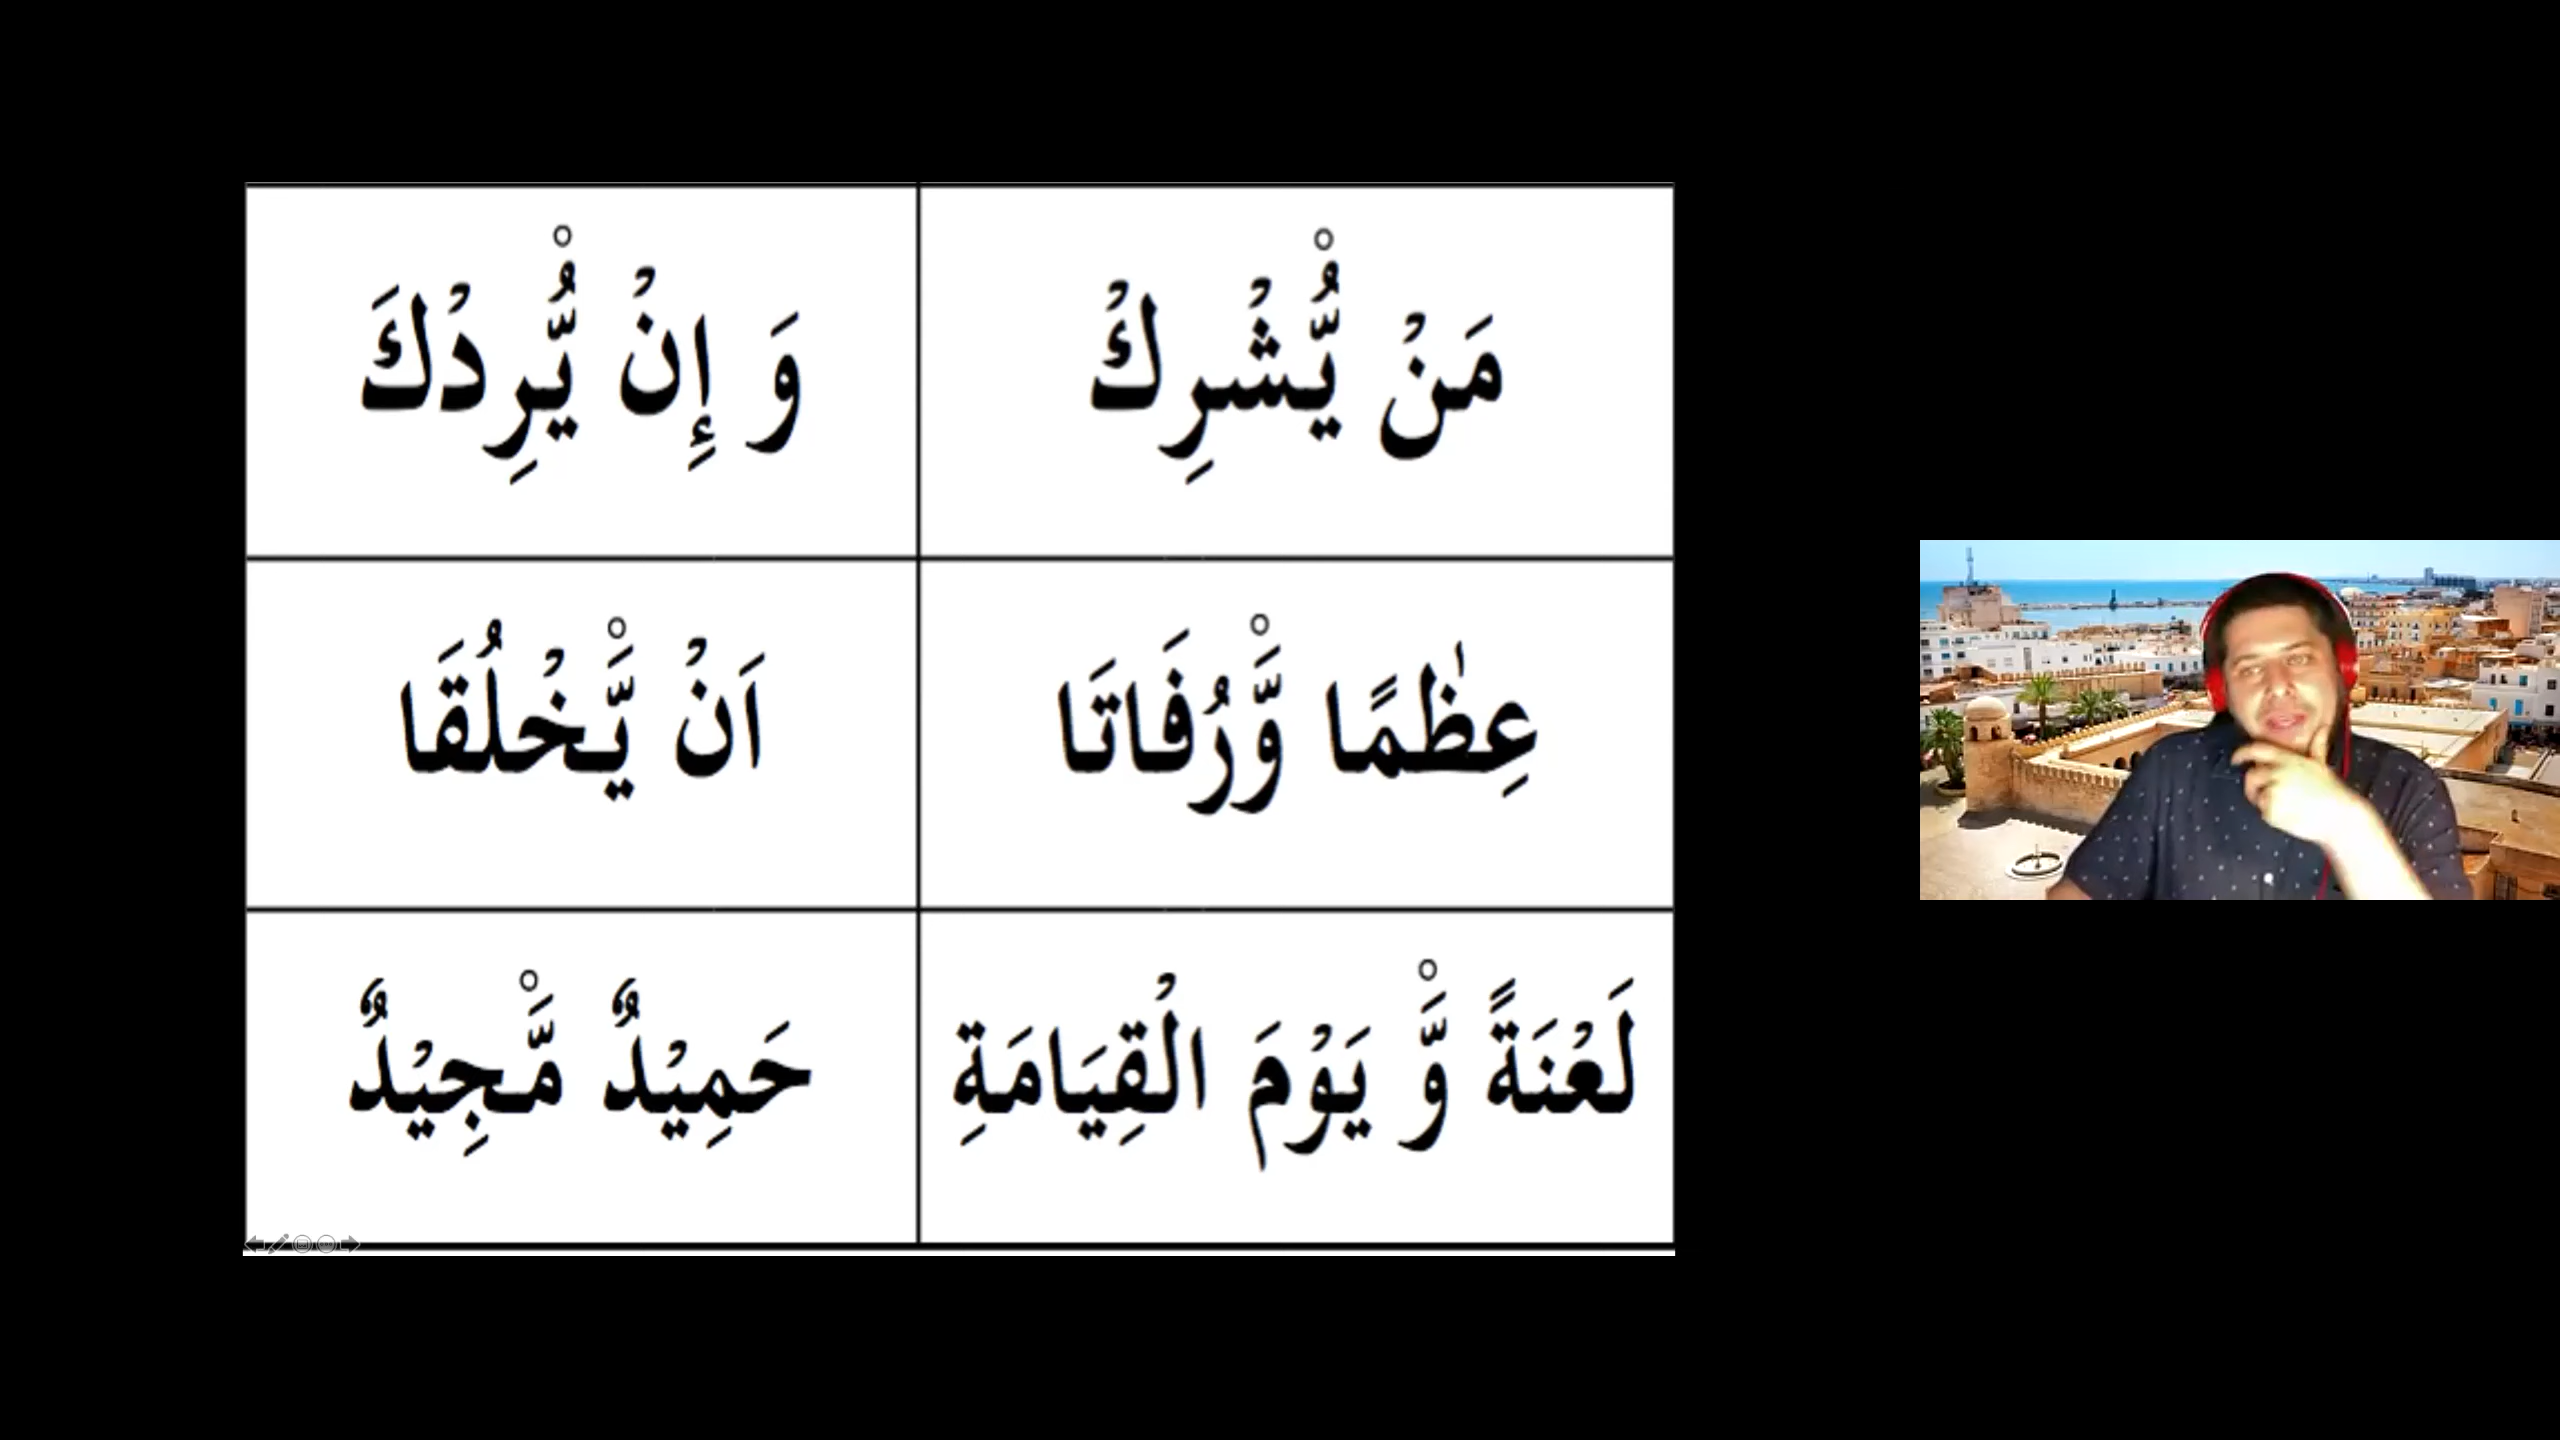 مَنْ يُّشْرِكْ
وَ إِنْ يُّرِدْكَ
عِظٰمًا وَّرُفَاتَا
اَنْ يَّخْلُقَا
لَعْنَةً وَّ يَوْمَ الْقِيَامَةِ
حَمِيْدٌ مَّجِيْدٌ